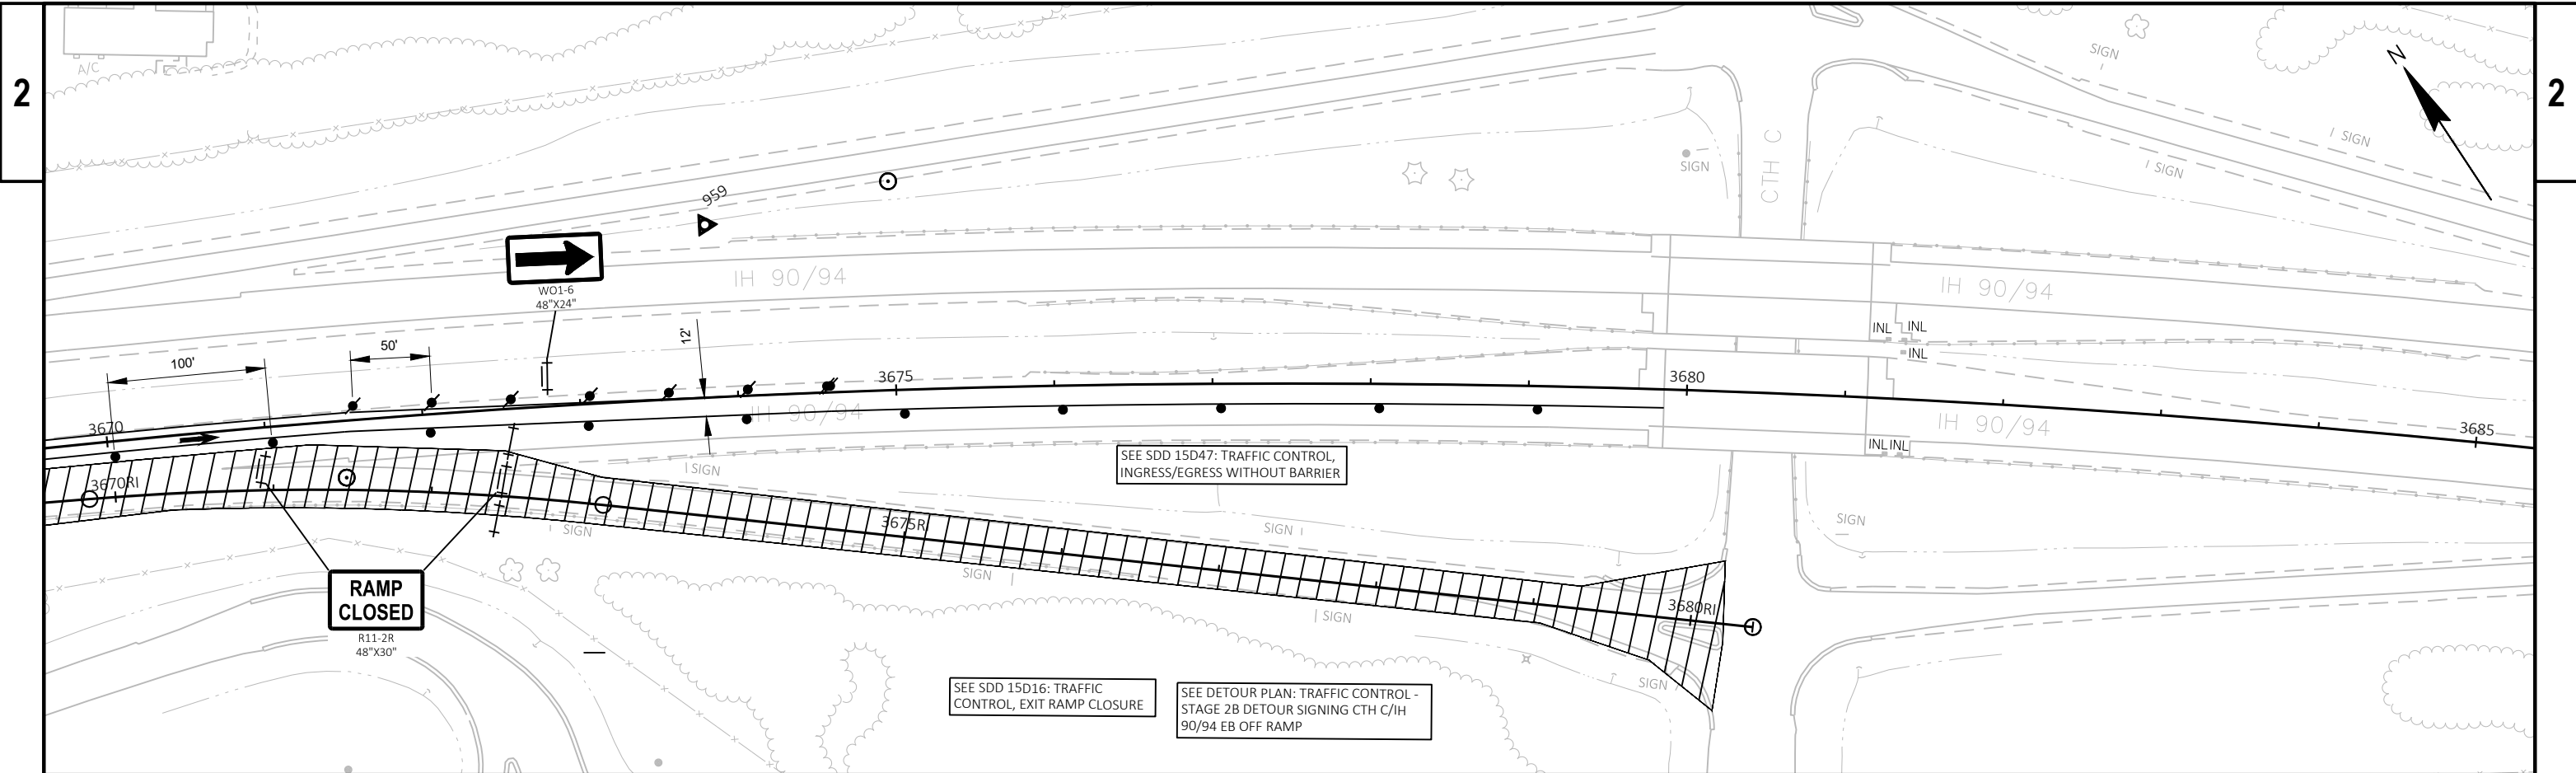 2
2
A/C
N
SIGN
SIGN
SIGN
SIGN
CTH C
959
IH 90/94
IH 90/94
WO1-6
48"X24"
INL
INL
INL
12'
50'
100'
3675
3680
3670
IH 90/94
IH 90/94
3685
INL
INL
SEE SDD 15D47: TRAFFIC CONTROL,
INGRESS/EGRESS WITHOUT BARRIER
SIGN
3670RI
SIGN
3675RI
SIGN
SIGN
SIGN
SIGN
3680RI
RAMP
CLOSED
R11-2R
48"X30"
SIGN
SEE SDD 15D16: TRAFFIC
CONTROL, EXIT RAMP CLOSURE
SEE DETOUR PLAN: TRAFFIC CONTROL -
STAGE 2B DETOUR SIGNING CTH C/IH
90/94 EB OFF RAMP